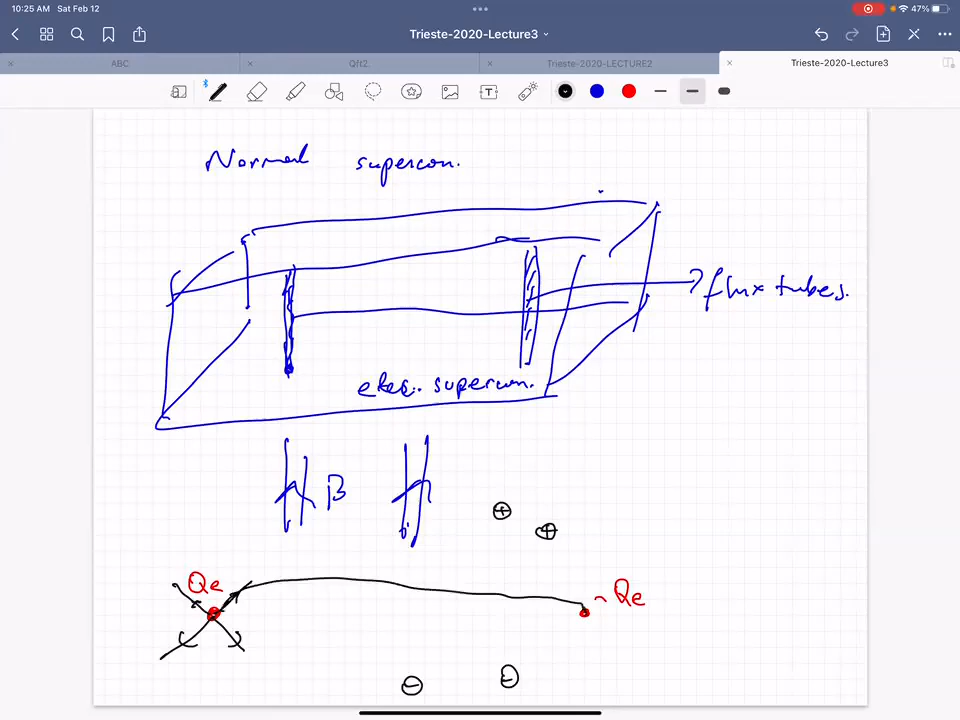 10:25 AM Sat Feb 12
47%
Trieste-2020-Lecture3
ABC
Qft2
Trieste-2020-LECTURE2
Trieste-2020-Lecture3
T
Normal supercon.
flux tubes.
elec. supercon.
B
+
+
Qe
-Qe
-
-